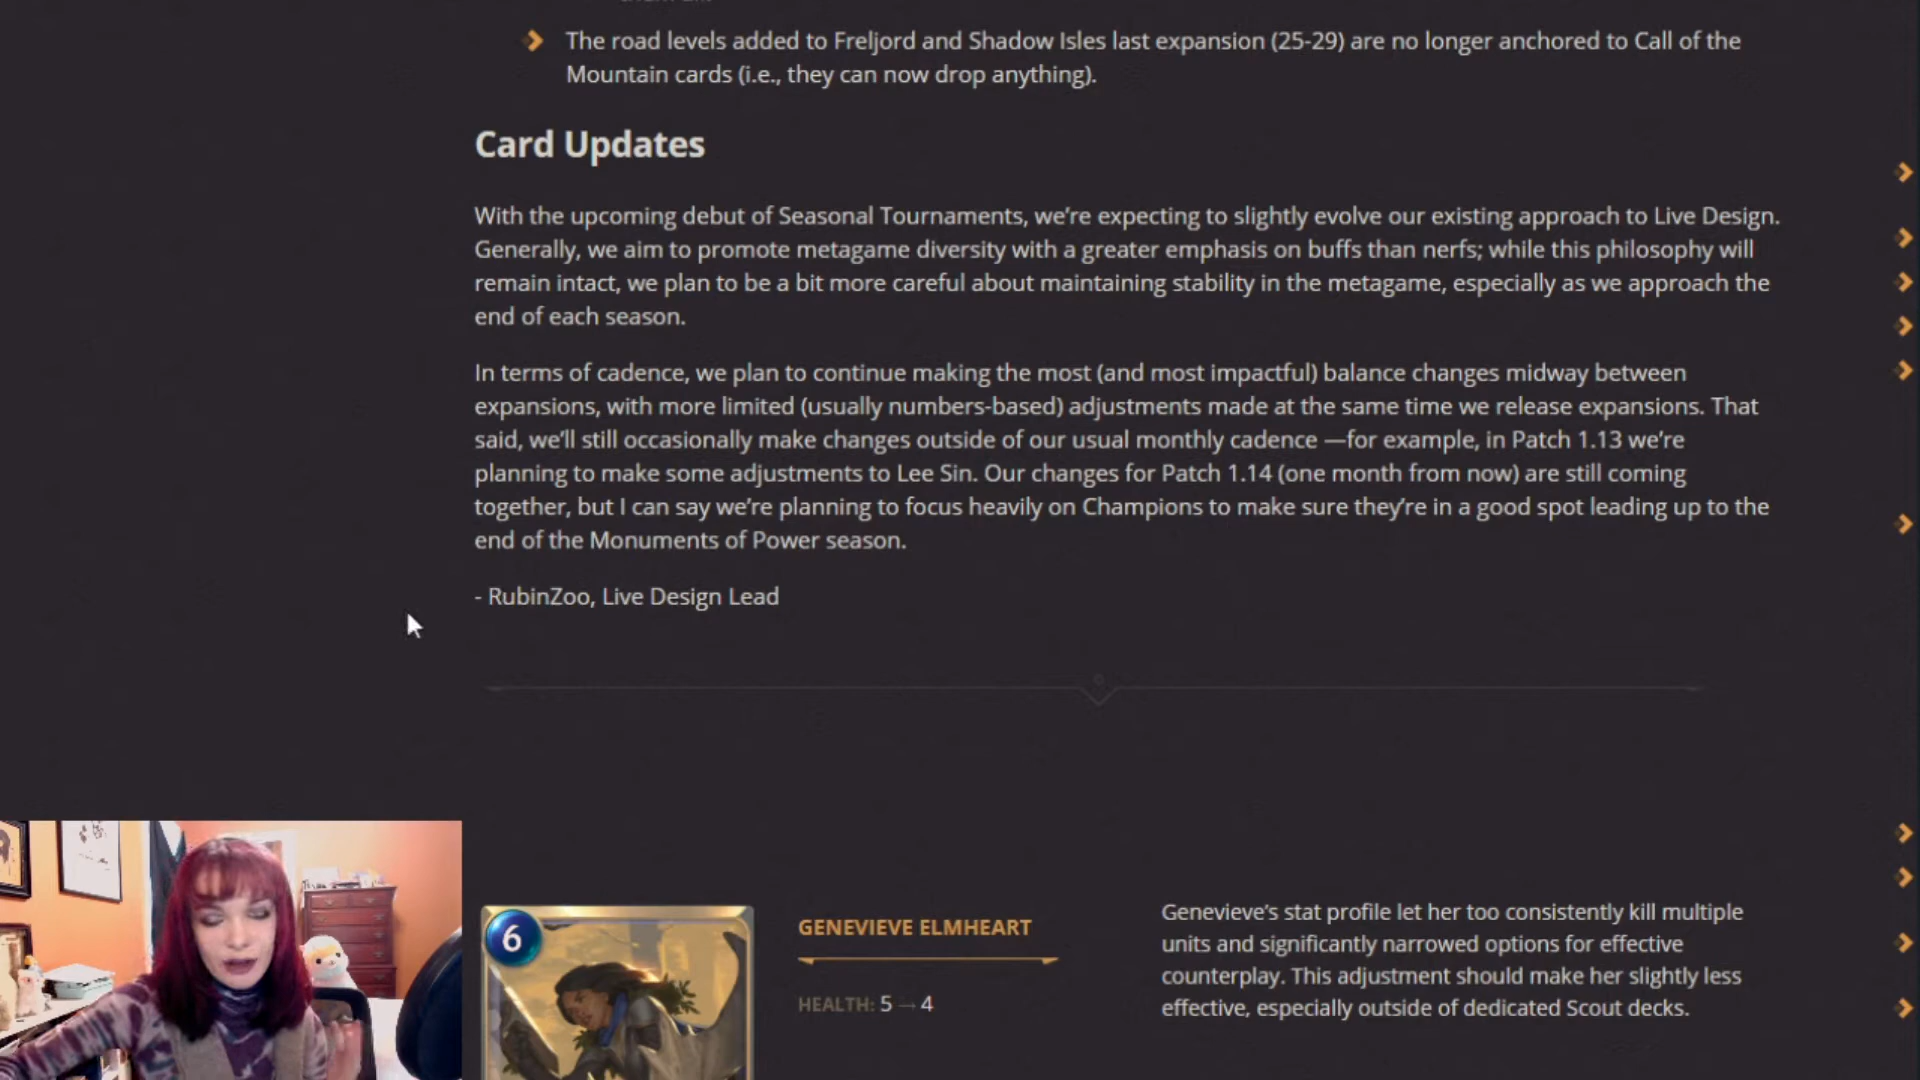 The road levels added to Freljord and Shadow Isles last expansion (25-29) are no longer anchored to Call of the
Mountain cards (i.e., they can now drop anything).
Card Updates
With the upcoming debut of Seasonal Tournaments, we’re expecting to slightly evolve our existing approach to Live Design.
Generally, we aim to promote metagame diversity with a greater emphasis on buffs than nerfs; while this philosophy will
remain intact, we plan to be a bit more careful about maintaining stability in the metagame, especially as we approach the
end of each season.
In terms of cadence, we plan to continue making the most (and most impactful) balance changes midway between
expansions, with more limited (usually numbers-based) adjustments made at the same time we release expansions. That
said, we’ll still occasionally make changes outside of our usual monthly cadence —for example, in Patch 1.13 we’re
planning to make some adjustments to Lee Sin. Our changes for Patch 1.14 (one month from now) are still coming
together, but I can say we’re planning to focus heavily on Champions to make sure they’re in a good spot leading up to the
end of the Monuments of Power season.
- RubinZoo, Live Design Lead
6
GENEVIEVE ELMHEART
HEALTH: 5 → 4
Genevieve’s stat profile let her too consistently kill multiple
units and significantly narrowed options for effective
counterplay. This adjustment should make her slightly less
effective, especially outside of dedicated Scout decks.